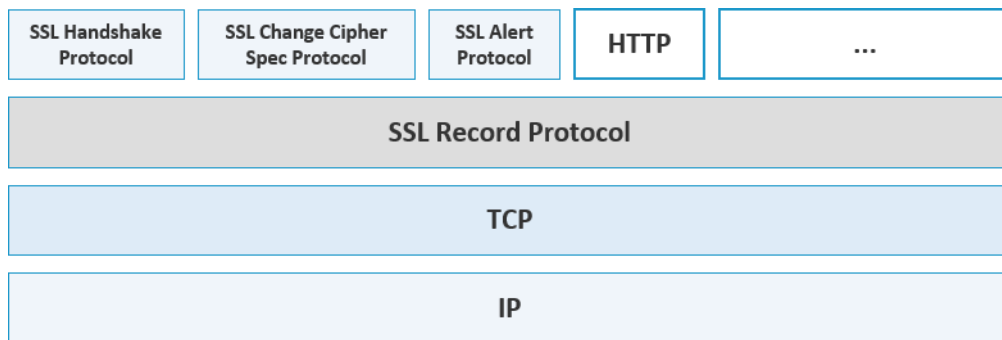 SSL Handshake
Protocol
SSL Change Cipher
Spec Protocol
SSL Alert
Protocol
HTTP
...
SSL Record Protocol
TCP
IP